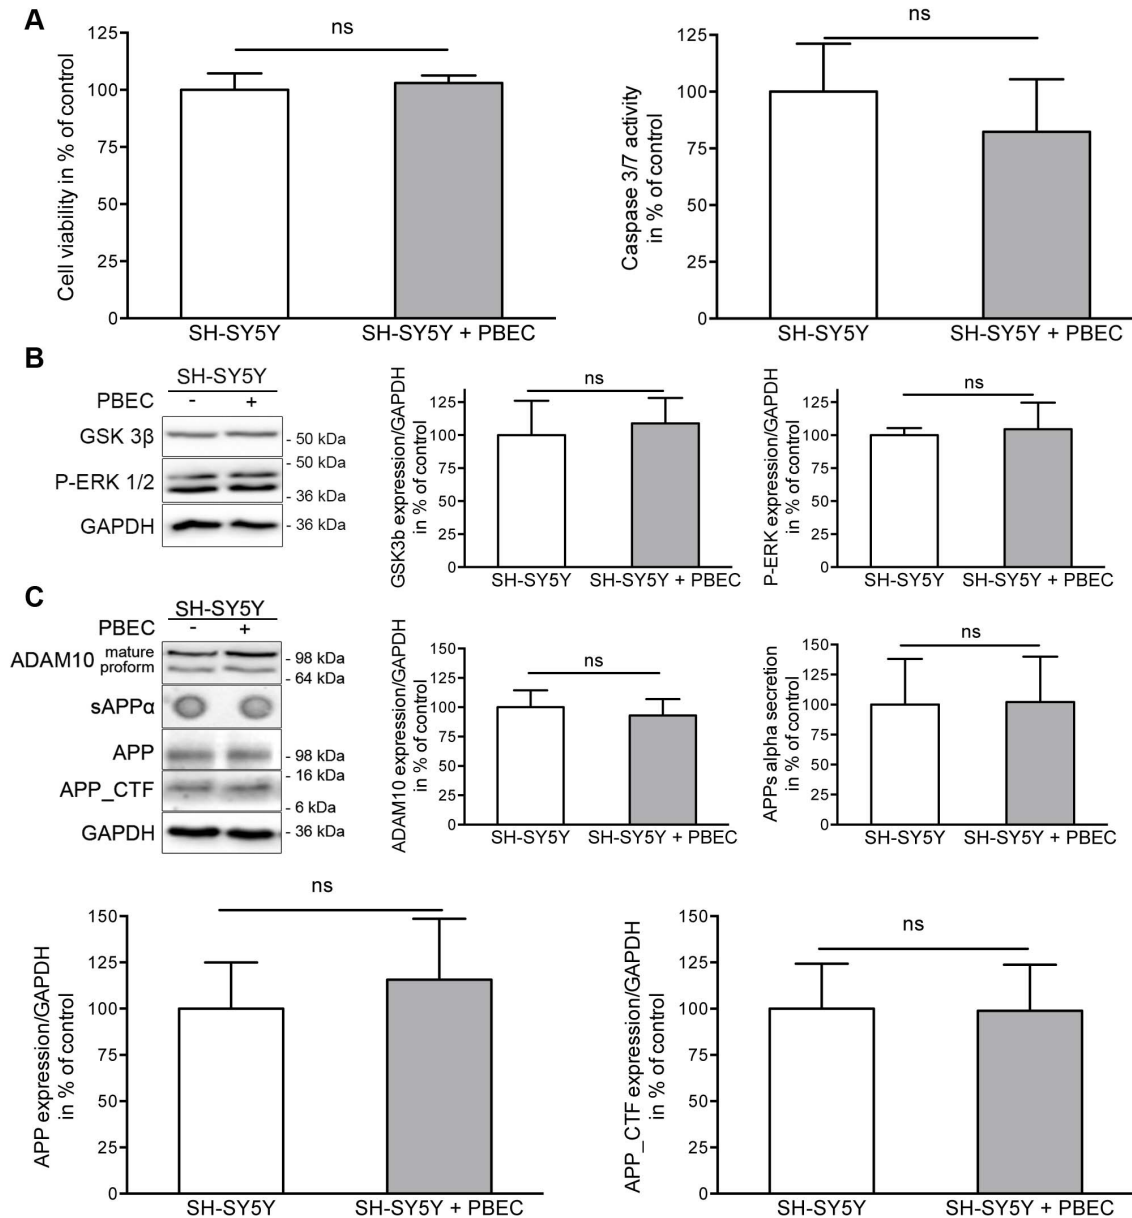 A
ns
125
100
75
50
25
0
Cell viability in % of control
SH-SY5Y
SH-SY5Y + PBEC
ns
125
100
75
50
25
0
Caspase 3/7 activity
in % of control
SH-SY5Y
SH-SY5Y + PBEC
B
SH-SY5Y
PBEC - +
GSK 3β
- 50 kDa
- 50 kDa
P-ERK 1/2
- 36 kDa
GAPDH
- 36 kDa
ns
125
100
75
50
25
0
GSK3b expression/GAPDH
in % of control
SH-SY5Y
SH-SY5Y + PBEC
ns
125
100
75
50
25
0
P-ERK expression/GAPDH
in % of control
SH-SY5Y
SH-SY5Y + PBEC
C
SH-SY5Y
PBEC - +
ADAM10 mature
proform
- 98 kDa
- 64 kDa
sAPPα
APP
- 98 kDa
- 16 kDa
APP_CTF
- 6 kDa
GAPDH
- 36 kDa
ns
150
125
100
75
50
25
0
ADAM10 expression/GAPDH
in % of control
SH-SY5Y
SH-SY5Y + PBEC
ns
150
125
100
75
50
25
0
APPs alpha secretion
in % of control
SH-SY5Y
SH-SY5Y + PBEC
ns
150
125
100
75
50
25
0
APP expression/GAPDH
in % of control
SH-SY5Y
SH-SY5Y + PBEC
ns
150
125
100
75
50
25
0
APP_CTF expression/GAPDH
in % of control
SH-SY5Y
SH-SY5Y + PBEC